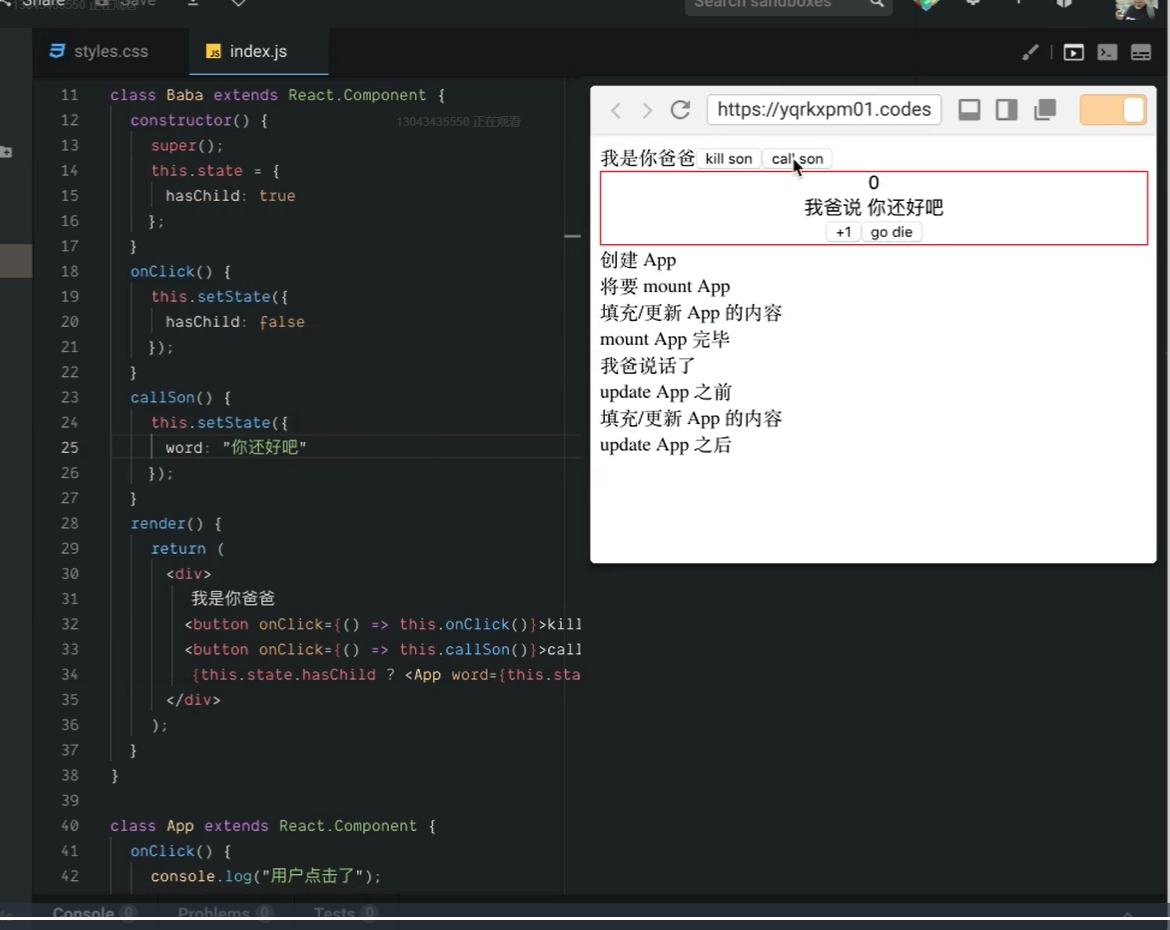 Share
Save
Search sandboxes
styles.css
index.js
11 class Baba extends React.Component {
12 constructor() {
13043435550 正在观看
13 super();
14 this.state = {
15 hasChild: true
16 };
17 }
18 onClick() {
19 this.setState({
20 hasChild: false
21 });
22 }
23 callSon() {
24 this.setState({
25 word: "你还好吧"
26 });
27 }
28 render() {
29 return (
30 <div>
31 我是你爸爸
32 <button onClick={() => this.onClick()}>kill
33 <button onClick={() => this.callSon()}>call
34 {this.state.hasChild ? <App word={this.sta
35 </div>
36 );
37 }
38 }
39
40 class App extends React.Component {
41 onClick() {
42 console.log("用户点击了");
https://yqrkxpm01.codes
我是你爸爸 kill son call son
0
我爸说 你还好吧
+1 go die
创建 App
将要 mount App
填充/更新 App 的内容
mount App 完毕
我爸说话了
update App 之前
填充/更新 App 的内容
update App 之后
Console 0 Problems 0 Tests 0